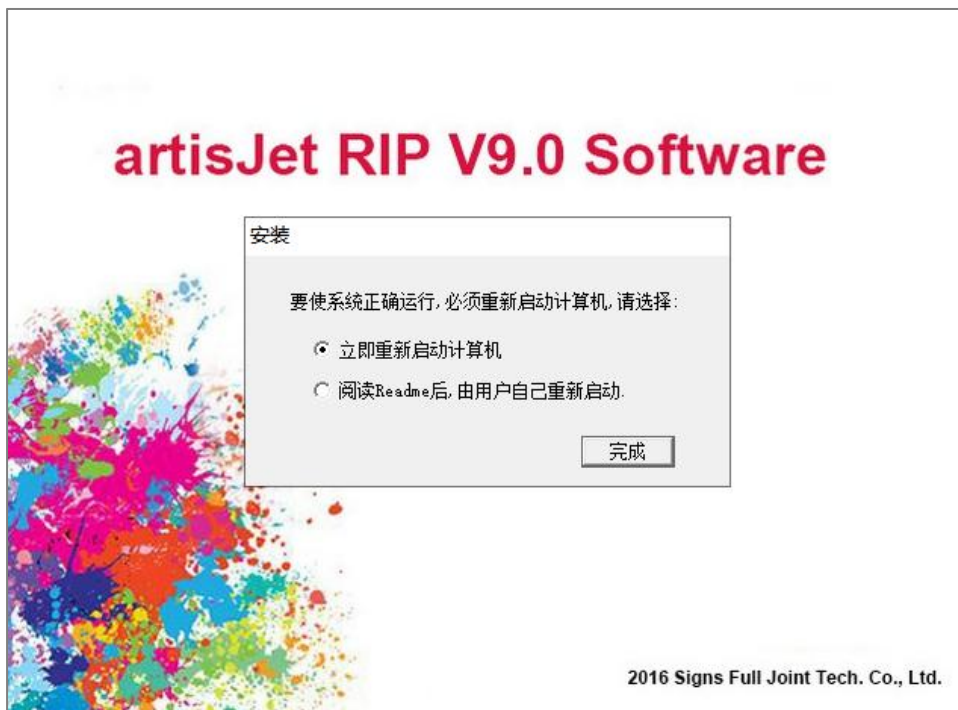 artisJet RIP V9.0 Software
安装
要使系统正确运行,必须重新启动计算机,请选择:
立即重新启动计算机
阅读Readme后,由用户自己重新启动.
完成
2016 Signs Full Joint Tech. Co., Ltd.